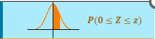 P(0 ≤ Z ≤ z)